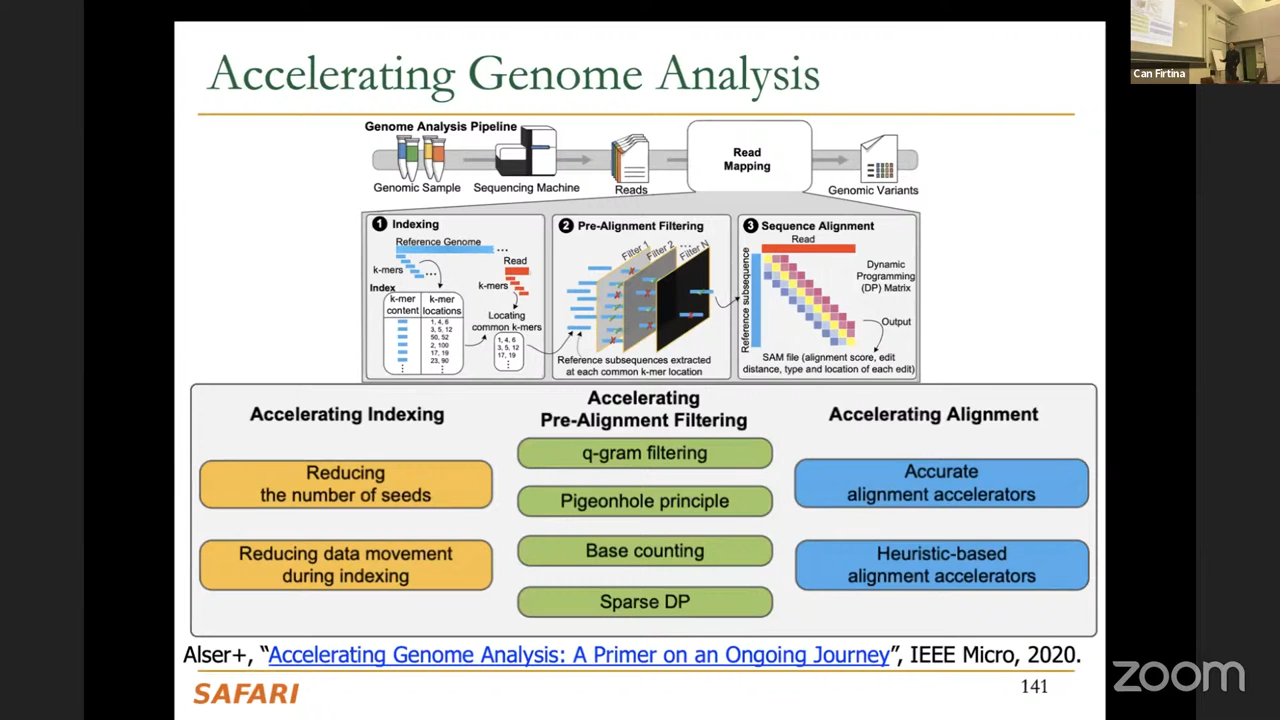 Can Firtina
Accelerating Genome Analysis
Genome Analysis Pipeline
Genomic Sample
Sequencing Machine
Reads
Read
Mapping
Genomic Variants
1 Indexing
Reference Genome
...
k-mers
...
Read
k-mers
Index
k-mer
content
k-mer
locations
1, 4, 6
3, 5, 12
50, 52
2, 100
17, 19
23, 90
Locating
common k-mers
1, 4, 6
3, 5, 12
17, 19
2 Pre-Alignment Filtering
Filter 1
Filter 2
...
Filter N
Reference subsequences extracted
at each common k-mer location
3 Sequence Alignment
Read
Reference subsequence
Dynamic
Programming
(DP) Matrix
Output
SAM file (alignment score, edit
distance, type and location of each edit)
Accelerating Indexing
Reducing
the number of seeds
Reducing data movement
during indexing
Accelerating
Pre-Alignment Filtering
q-gram filtering
Pigeonhole principle
Base counting
Sparse DP
Accelerating Alignment
Accurate
alignment accelerators
Heuristic-based
alignment accelerators
Alser+, “Accelerating Genome Analysis: A Primer on an Ongoing Journey”, IEEE Micro, 2020.
SAFARI
141
zoom